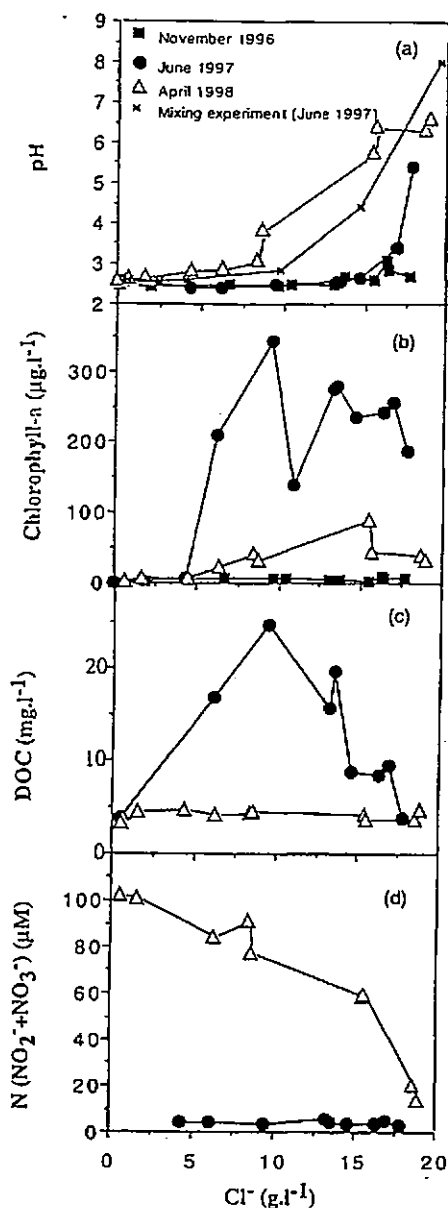 November 1996
June 1997
April 1998
Mixing experiment (June 1997)
(a)
pH
9
8
7
6
5
4
3
2
(b)
Chlorophyll-a (µg.l-1)
300
200
100
0
(c)
DOC (mg.l-1)
20
10
0
(d)
N (NO2-+NO3-) (µM)
100
80
60
40
20
0
0 5 10 15 20
Cl- (g.l-1)